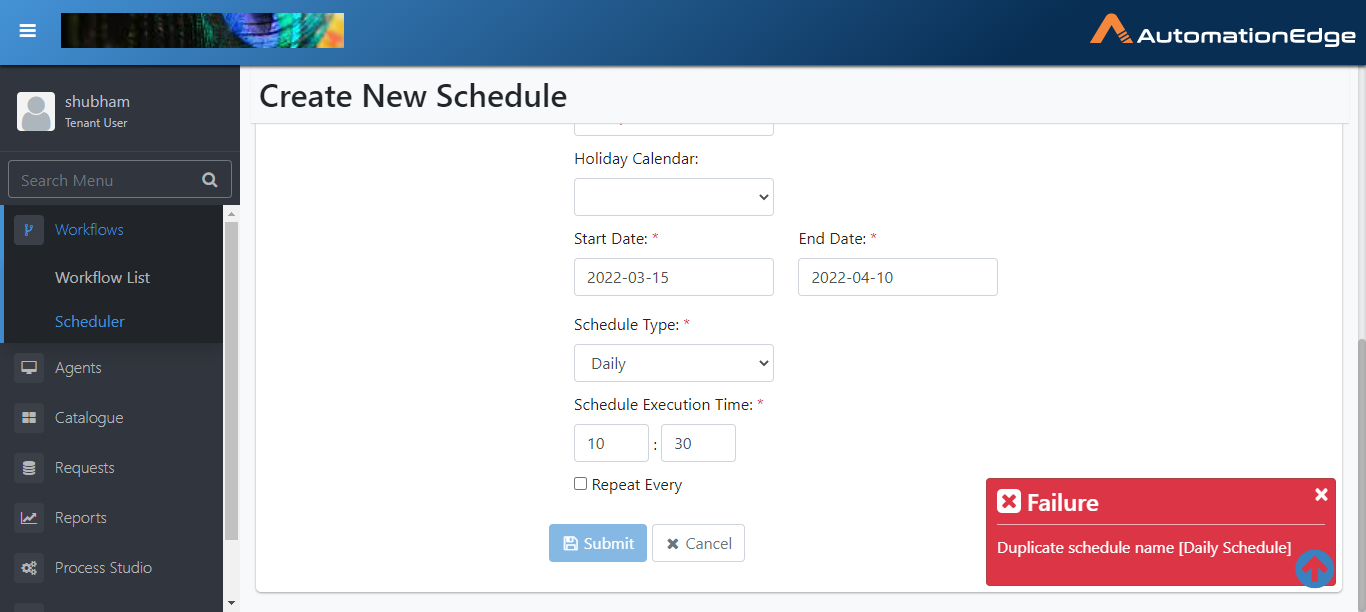 AutomationEdge
shubham
Tenant User
Search Menu
Workflows
Workflow List
Scheduler
Agents
Catalogue
Requests
Reports
Process Studio
Create New Schedule
Holiday Calendar:
Start Date: * End Date: *
2022-03-15 2022-04-10
Schedule Type: *
Daily
Schedule Execution Time: *
10 : 30
Repeat Every
Submit Cancel
Failure
Duplicate schedule name [Daily Schedule]